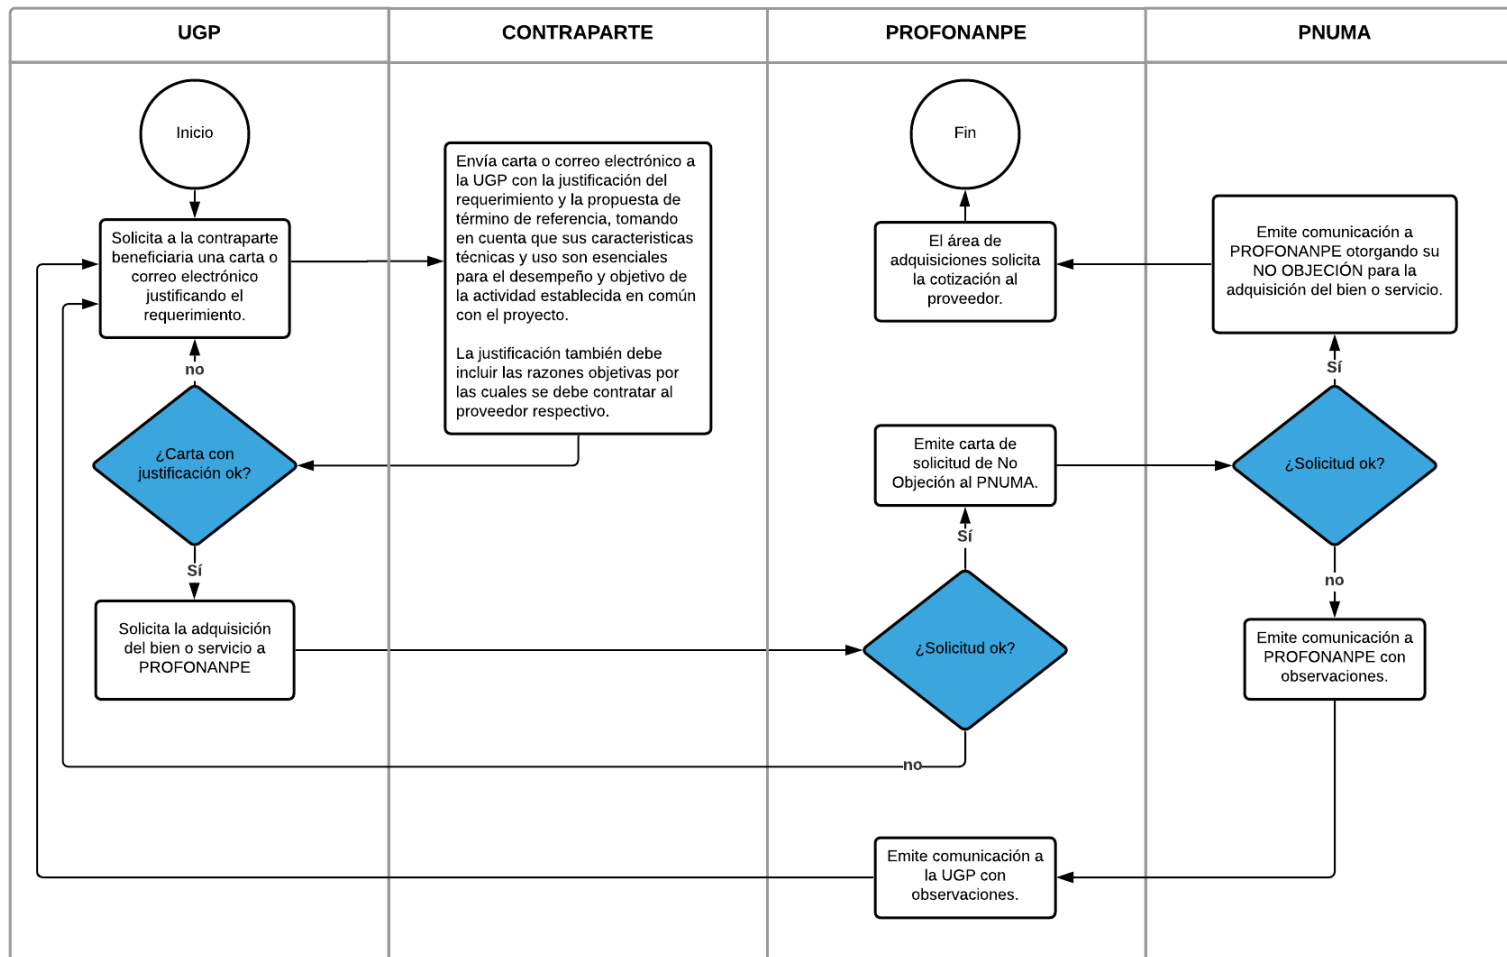 UGP
CONTRAPARTE
PROFONANPE
PNUMA
Inicio
Solicita a la contraparte
beneficiaria una carta o
correo electrónico
justificando el
requerimiento.
no
¿Carta con
justificación ok?
Sí
Solicita la adquisición
del bien o servicio a
PROFONANPE
Envía carta o correo electrónico a
la UGP con la justificación del
requerimiento y la propuesta de
término de referencia, tomando
en cuenta que sus caracteristicas
técnicas y uso son esenciales
para el desempeño y objetivo de
la actividad establecida en común
con el proyecto.
La justificación también debe
incluir las razones objetivas por
las cuales se debe contratar al
proveedor respectivo.
Fin
El área de
adquisiciones solicita
la cotización al
proveedor.
Emite carta de
solicitud de No
Objeción al PNUMA.
Sí
¿Solicitud ok?
no
Emite comunicación a
la UGP con
observaciones.
Emite comunicación a
PROFONANPE otorgando su
NO OBJECIÓN para la
adquisición del bien o servicio.
Sí
¿Solicitud ok?
no
Emite comunicación a
PROFONANPE con
observaciones.